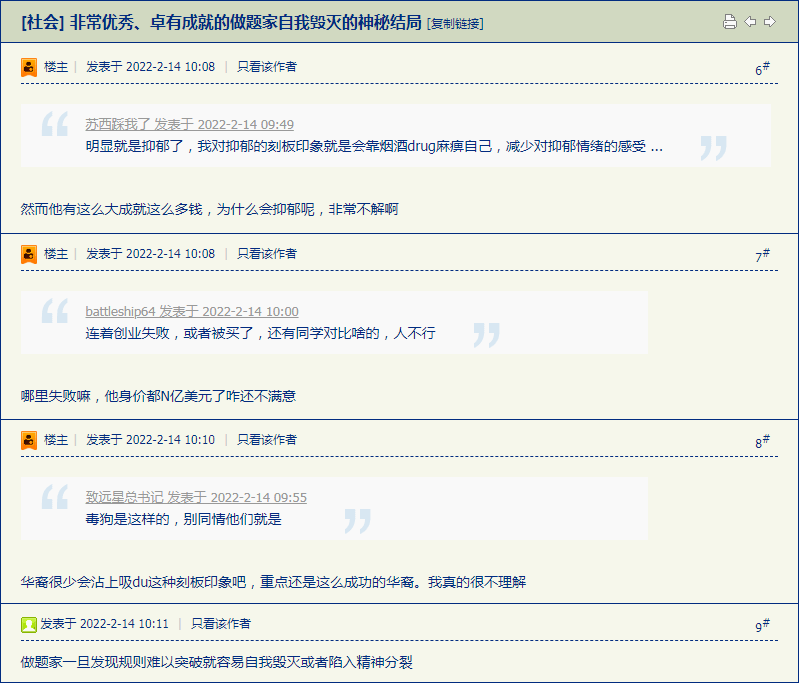 [社会] 非常优秀、卓有成就的做题家自我毁灭的神秘结局 [复制链接]
楼主 | 发表于 2022-2-14 10:08 | 只看该作者 6#
苏西踩我了 发表于 2022-2-14 09:49
明显就是抑郁了，我对抑郁的刻板印象就是会靠烟酒drug麻痹自己，减少对抑郁情绪的感受 ...
然而他有这么大成就这么多钱，为什么会抑郁呢，非常不解啊
楼主 | 发表于 2022-2-14 10:08 | 只看该作者 7#
battleship64 发表于 2022-2-14 10:00
连着创业失败，或者被买了，还有同学对比啥的，人不行
哪里失败嘛，他身价都N亿美元了咋还不满意
楼主 | 发表于 2022-2-14 10:10 | 只看该作者 8#
致远星总书记 发表于 2022-2-14 09:55
毒狗是这样的，别同情他们就是
华裔很少会沾上吸du这种刻板印象吧，重点还是这么成功的华裔。我真的很不理解
发表于 2022-2-14 10:11 | 只看该作者 9#
做题家一旦发现规则难以突破就容易自我毁灭或者陷入精神分裂